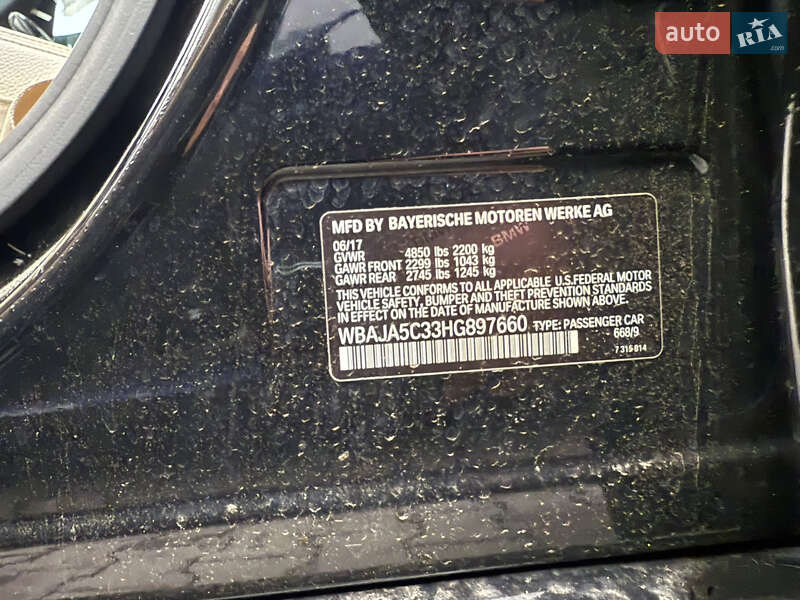 auto RIA
.com
MFD BY BAYERISCHE MOTOREN WERKE AG
06/17
BMW
GVWR 4850 lbs 2200 kg
GAWR FRONT 2299 lbs 1043 kg
GAWR REAR 2745 lbs 1245 kg
THIS VEHICLE CONFORMS TO ALL APPLICABLE U.S.FEDERAL MOTOR
VEHICLE SAFETY, BUMPER AND THEFT PREVENTION STANDARDS
IN EFFECT ON THE DATE OF MANUFACTURE SHOWN ABOVE.
WBAJA5C33HG897660 TYPE: PASSENGER CAR
668/9
7 315 814